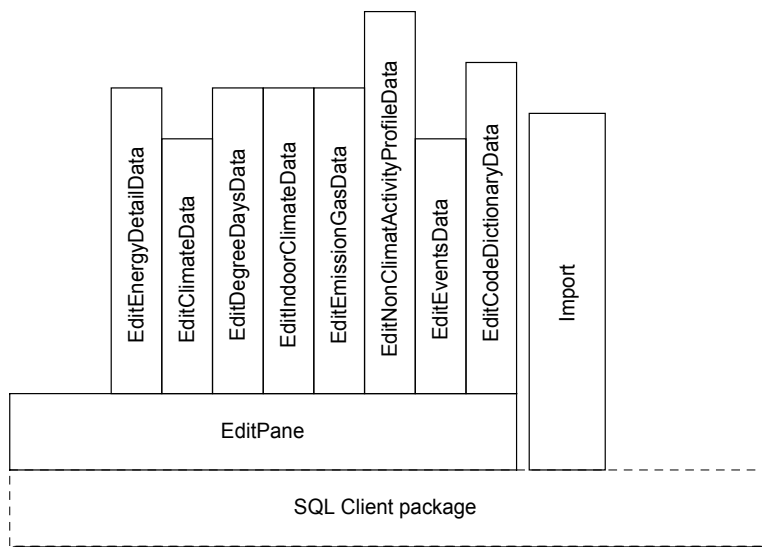 EditEnergyDetailData
EditClimateData
EditDegreeDaysData
EditIndoorClimateData
EditEmissionGasData
EditNonClimatActivityProfileData
EditEventsData
EditCodeDictionaryData
Import
EditPane
SQL Client package